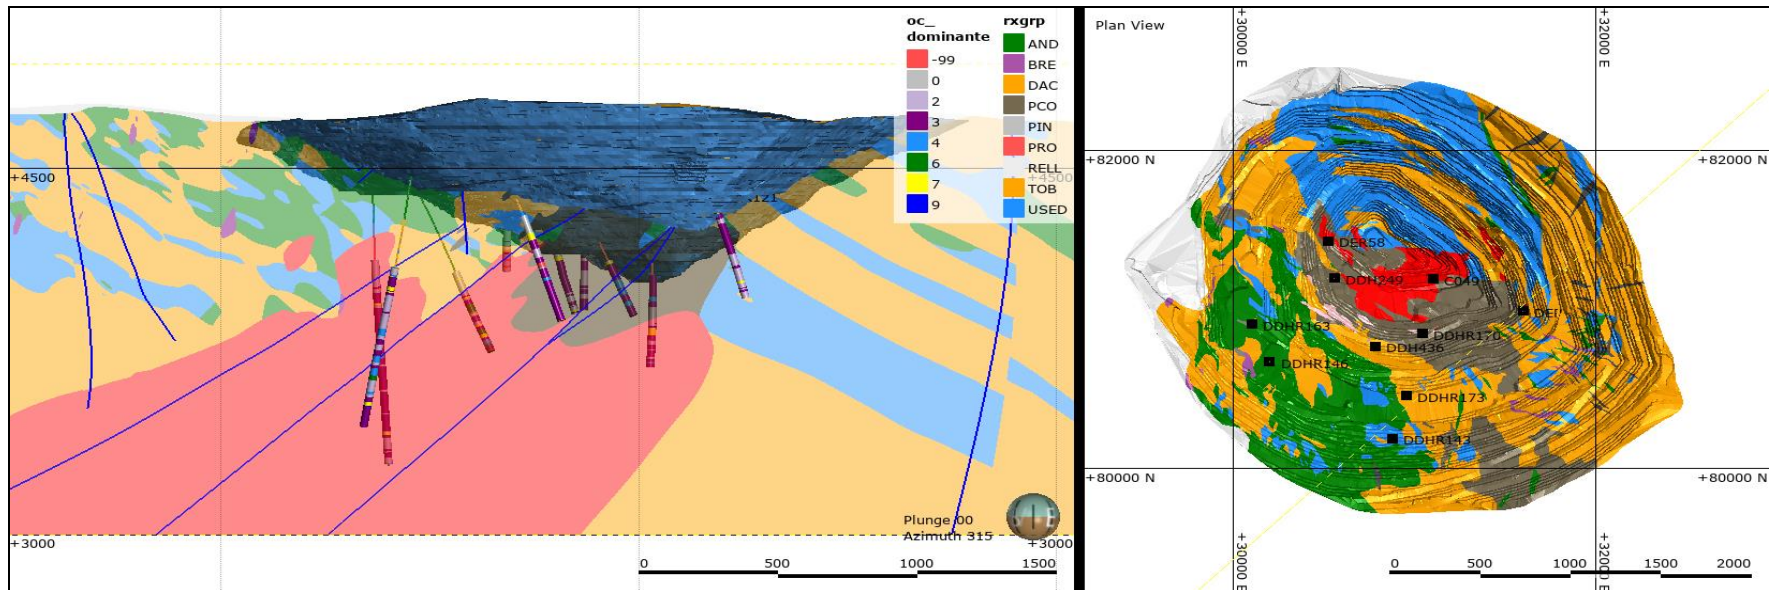 oc_
dominante
-99
0
2
3
4
6
7
9
rxgrp
AND
BRE
DAC
PCO
PIN
PRO
RELL
TOB
USED
+4500
+4500
+3000
+3000
Plunge 00
Azimuth 315
0
500
1000
1500
Plan View
+30000 E
+32000 E
+82000 N
+82000 N
DER58
DDH249
C049
DDHR163
DDHR170
DDH436
DDHR146
DDHR173
DDHR143
+80000 N
+80000 N
+30000 E
+32000 E
0
500
1000
1500
2000